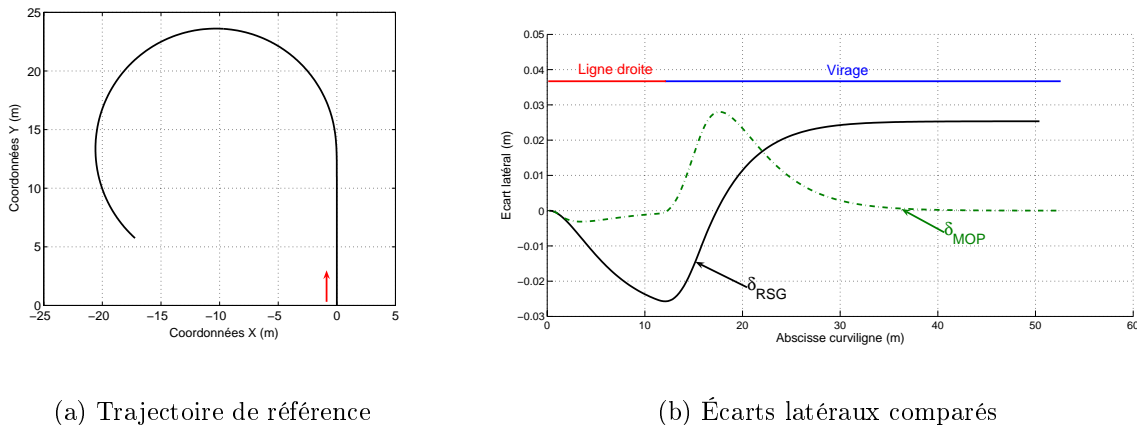 25
20
15
10
5
0
−25
−20
−15
−10
−5
0
5
Coordonnées X (m)
Coordonnées Y (m)
0.05
0.04
0.03
0.02
0.01
0
−0.01
−0.02
−0.03
0
10
20
30
40
50
60
Abscisse curviligne (m)
Ecart latéral (m)
Ligne droite
Virage
δMOP
δRSG
(a) Trajectoire de référence
(b) Écarts latéraux comparés